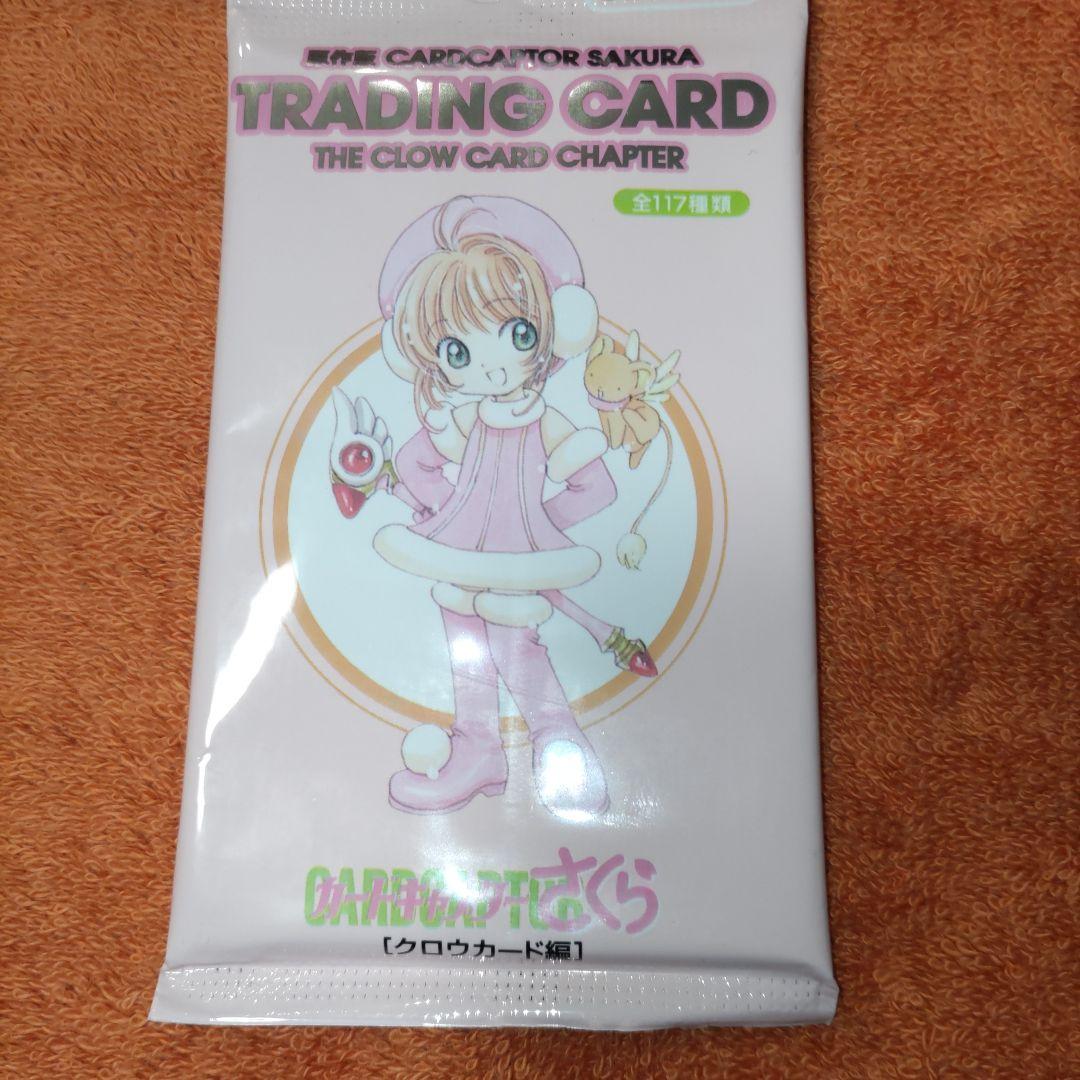 原作版 CARDCAPTOR SAKURA
TRADING CARD
THE CLOW CARD CHAPTER
全117種類
CARDCAPTOR
カードキャプターさくら
[クロウカード編]